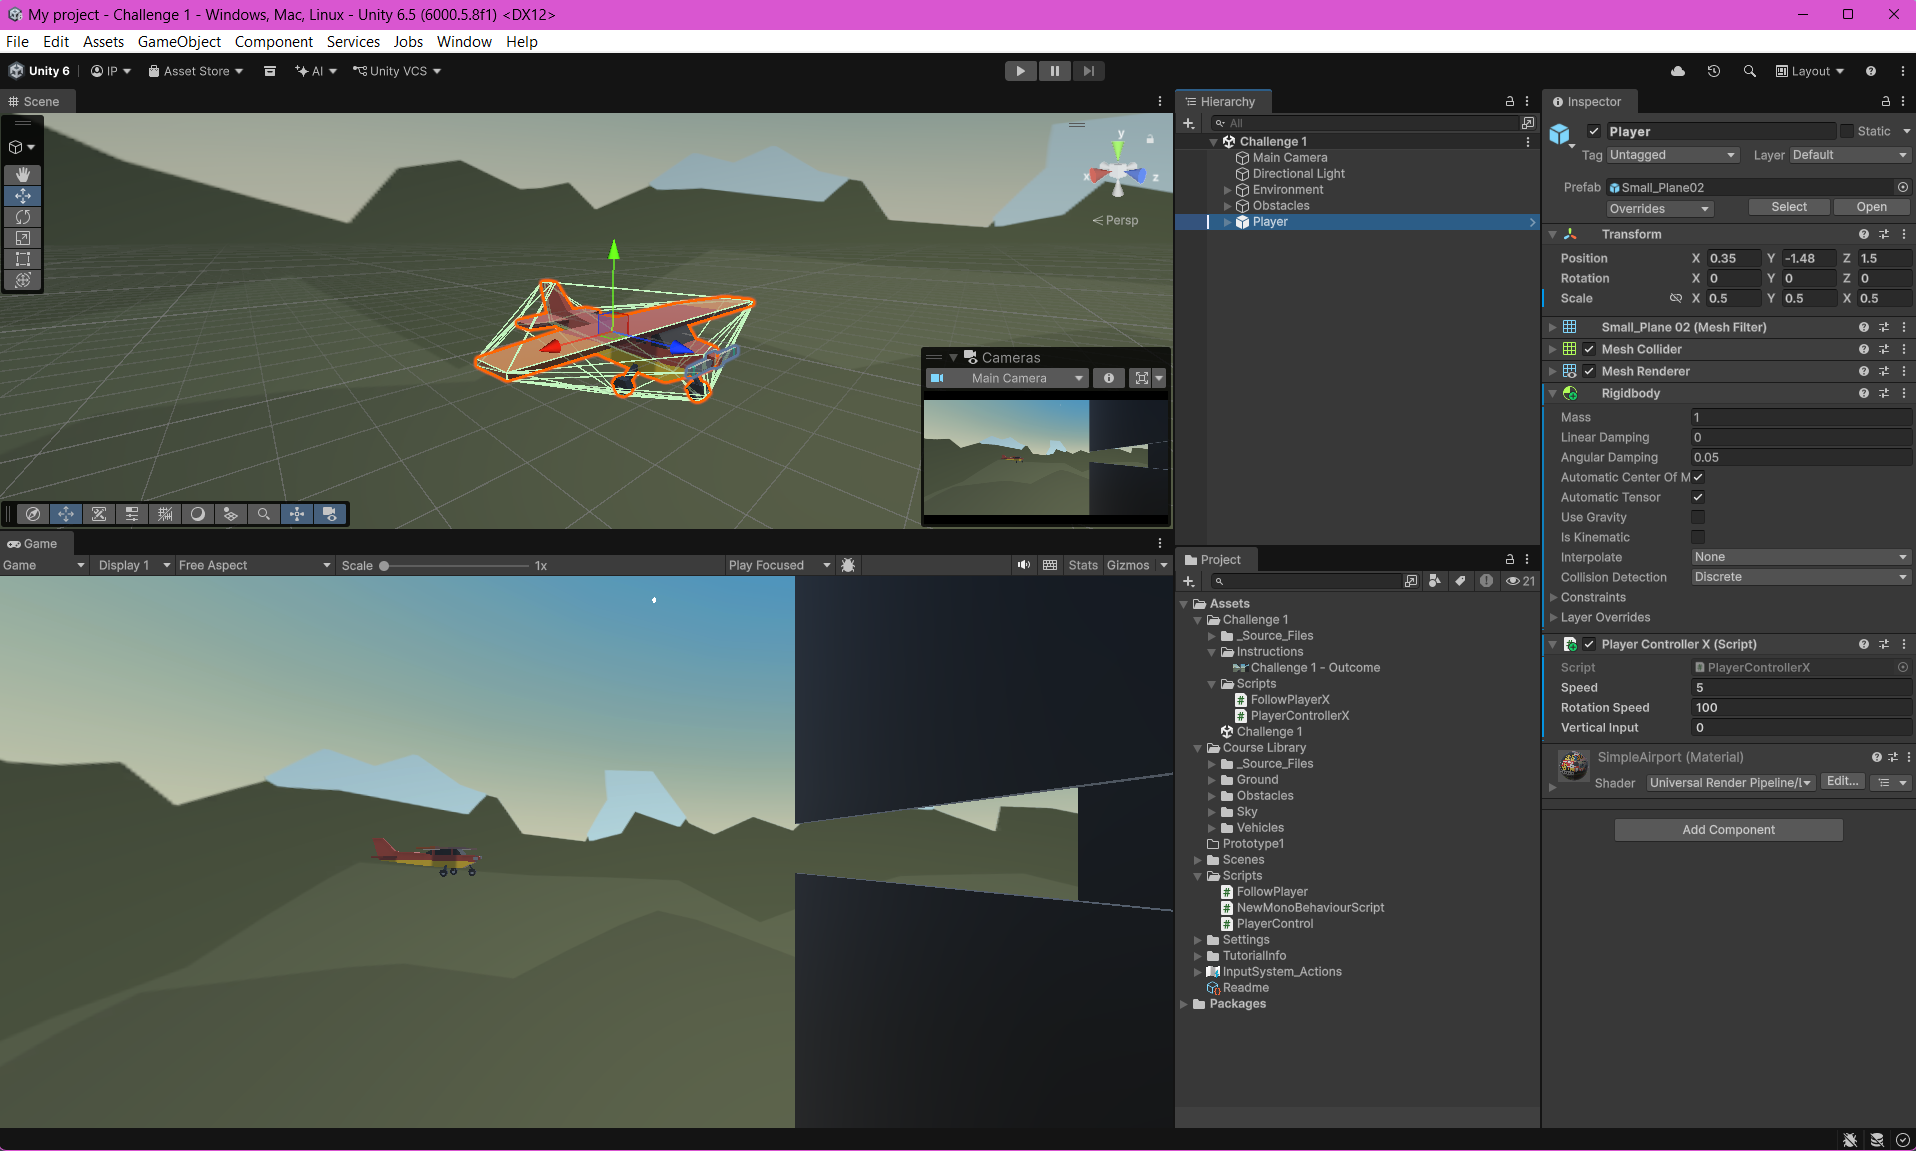 My project - Challenge 1 - Windows, Mac, Linux - Unity 6.5 (6000.5.8f1) <DX12>
File Edit Assets GameObject Component Services Jobs Window Help
Unity 6 IP Asset Store AI Unity VCS Layout
Scene
y
x
z
Persp
Cameras
Main Camera
Game
Game Display 1 Free Aspect Scale 1x Play Focused Stats Gizmos
Hierarchy
All
Challenge 1
Main Camera
Directional Light
Environment
Obstacles
Player
Project
21
Assets
Challenge 1
_Source_Files
Instructions
Challenge 1 - Outcome
Scripts
FollowPlayerX
PlayerControllerX
Challenge 1
Course Library
_Source_Files
Ground
Obstacles
Sky
Vehicles
Prototype1
Scenes
Scripts
FollowPlayer
NewMonoBehaviourScript
PlayerControl
Settings
TutorialInfo
InputSystem_Actions
Readme
Packages
Inspector
Player Static
Tag Untagged Layer Default
Prefab Small_Plane02
Overrides Select Open
Transform
Position X 0.35 Y -1.48 Z 1.5
Rotation X 0 Y 0 Z 0
Scale X 0.5 Y 0.5 X 0.5
Small_Plane 02 (Mesh Filter)
Mesh Collider
Mesh Renderer
Rigidbody
Mass 1
Linear Damping 0
Angular Damping 0.05
Automatic Center Of M
Automatic Tensor
Use Gravity
Is Kinematic
Interpolate None
Collision Detection Discrete
Constraints
Layer Overrides
Player Controller X (Script)
Script PlayerControllerX
Speed 5
Rotation Speed 100
Vertical Input 0
SimpleAirport (Material)
Shader Universal Render Pipeline/L Edit...
Add Component